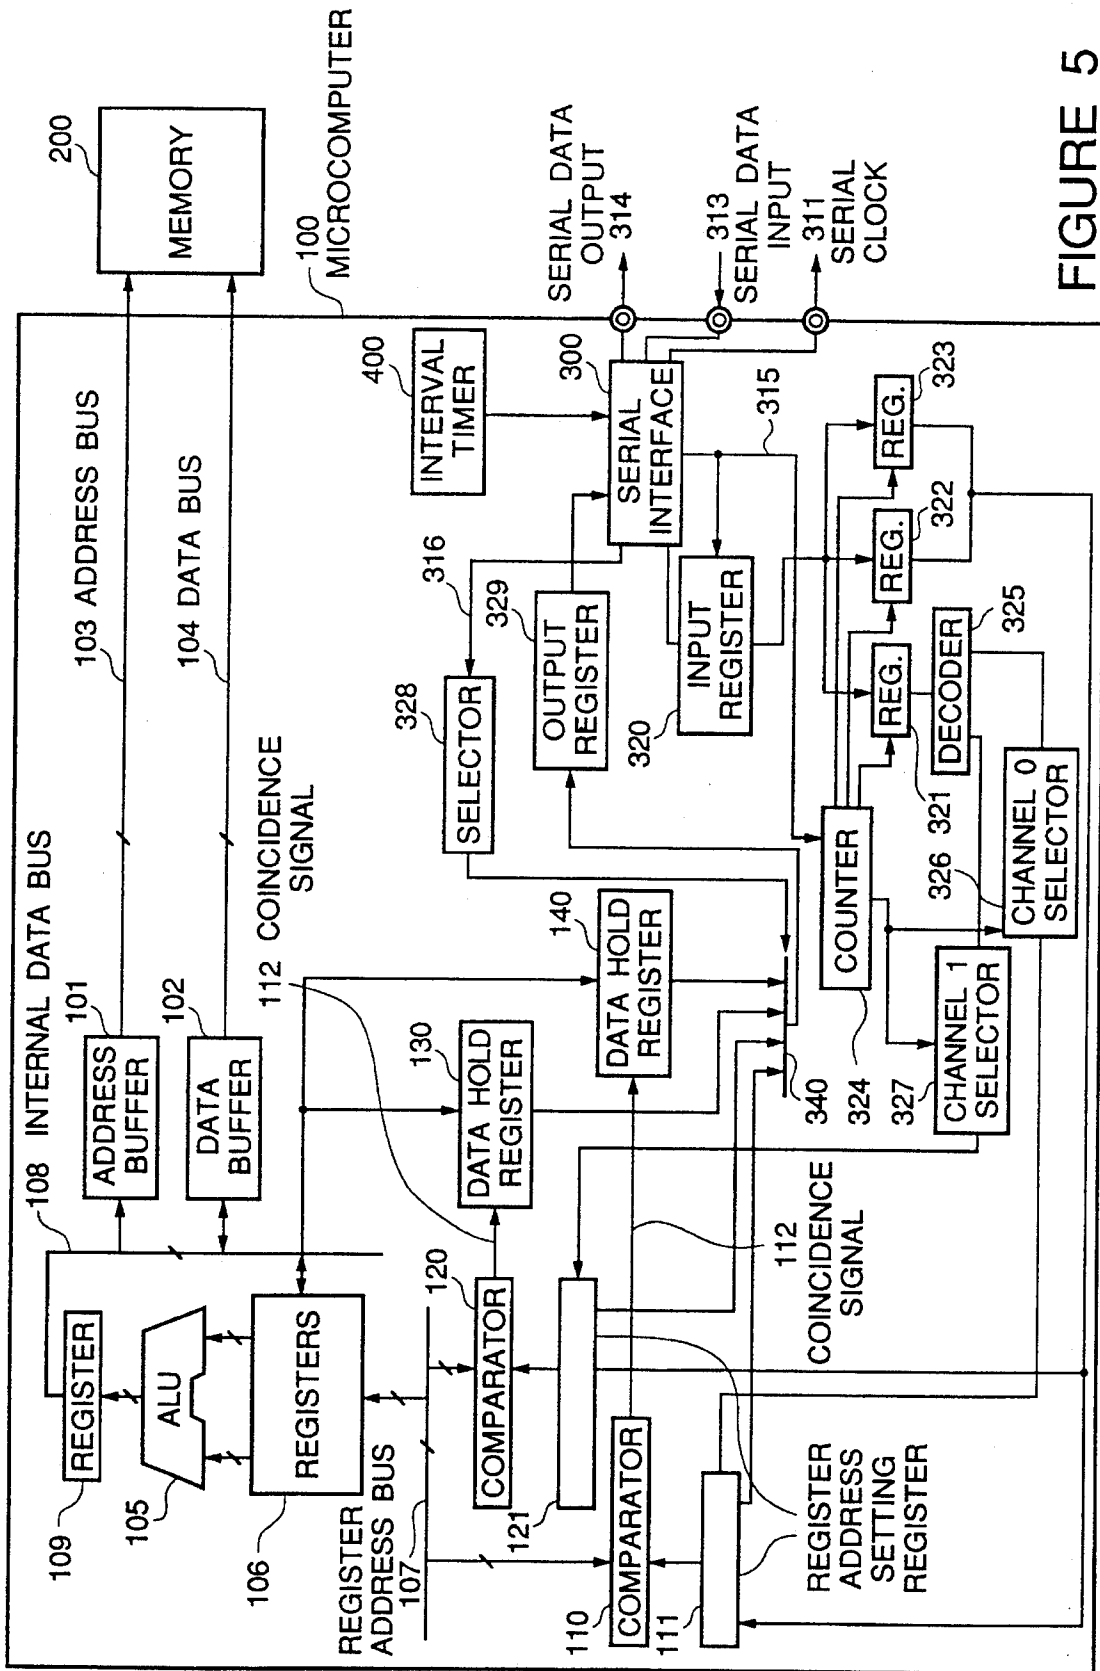 108 INTERNAL DATA BUS
103 ADDRESS BUS
104 DATA BUS
200
MEMORY
100
MICROCOMPUTER
109
REGISTER
105
ALU
106
REGISTERS
101
ADDRESS
BUFFER
102
DATA
BUFFER
112 COINCIDENCE
SIGNAL
REGISTER
ADDRESS BUS
107
120
COMPARATOR
130
DATA HOLD
REGISTER
140
DATA HOLD
REGISTER
121
110
COMPARATOR
111
112
COINCIDENCE
SIGNAL
REGISTER
ADDRESS
SETTING
REGISTER
328
SELECTOR
316
329
OUTPUT
REGISTER
320
INPUT
REGISTER
400
INTERVAL
TIMER
300
SERIAL
INTERFACE
315
SERIAL DATA
OUTPUT
314
313
SERIAL DATA
INPUT
311
SERIAL
CLOCK
340
324
COUNTER
321
REG.
322
REG.
323
REG.
325
DECODER
327
CHANNEL 1
SELECTOR
326
CHANNEL 0
SELECTOR
FIGURE 5